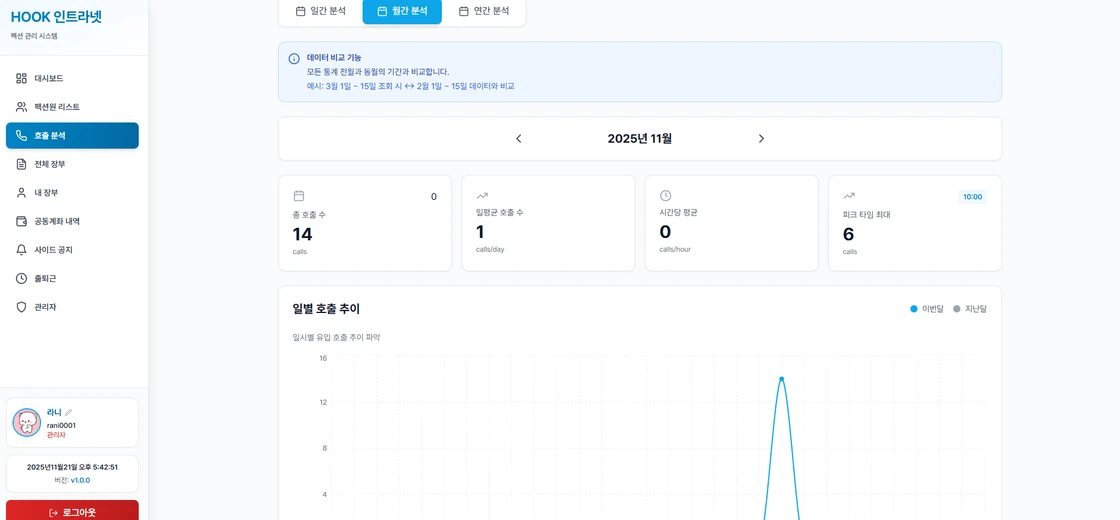 HOOK 인트라넷
팩션 관리 시스템
대시보드
팩션원 리스트
호출 분석
전체 장부
내 장부
공동계좌 내역
사이드 공지
출퇴근
관리자
라니
rani0001
관리자
2025년11월21일 오후 5:42:51
버전: v1.0.0
로그아웃
일간 분석
월간 분석
연간 분석
데이터 비교 기능
모든 통계 전월과 동월의 기간과 비교합니다.
예시: 3월 1일 ~ 15일 조회 시 ↔ 2월 1일 ~ 15일 데이터와 비교
2025년 11월
0
총 호출 수
14
calls
일평균 호출 수
1
calls/day
시간당 평균
0
calls/hour
10:00
피크 타임 최대
6
calls
일별 호출 추이
이번달
지난달
일시별 유입 호출 추이 파악
16
12
8
4